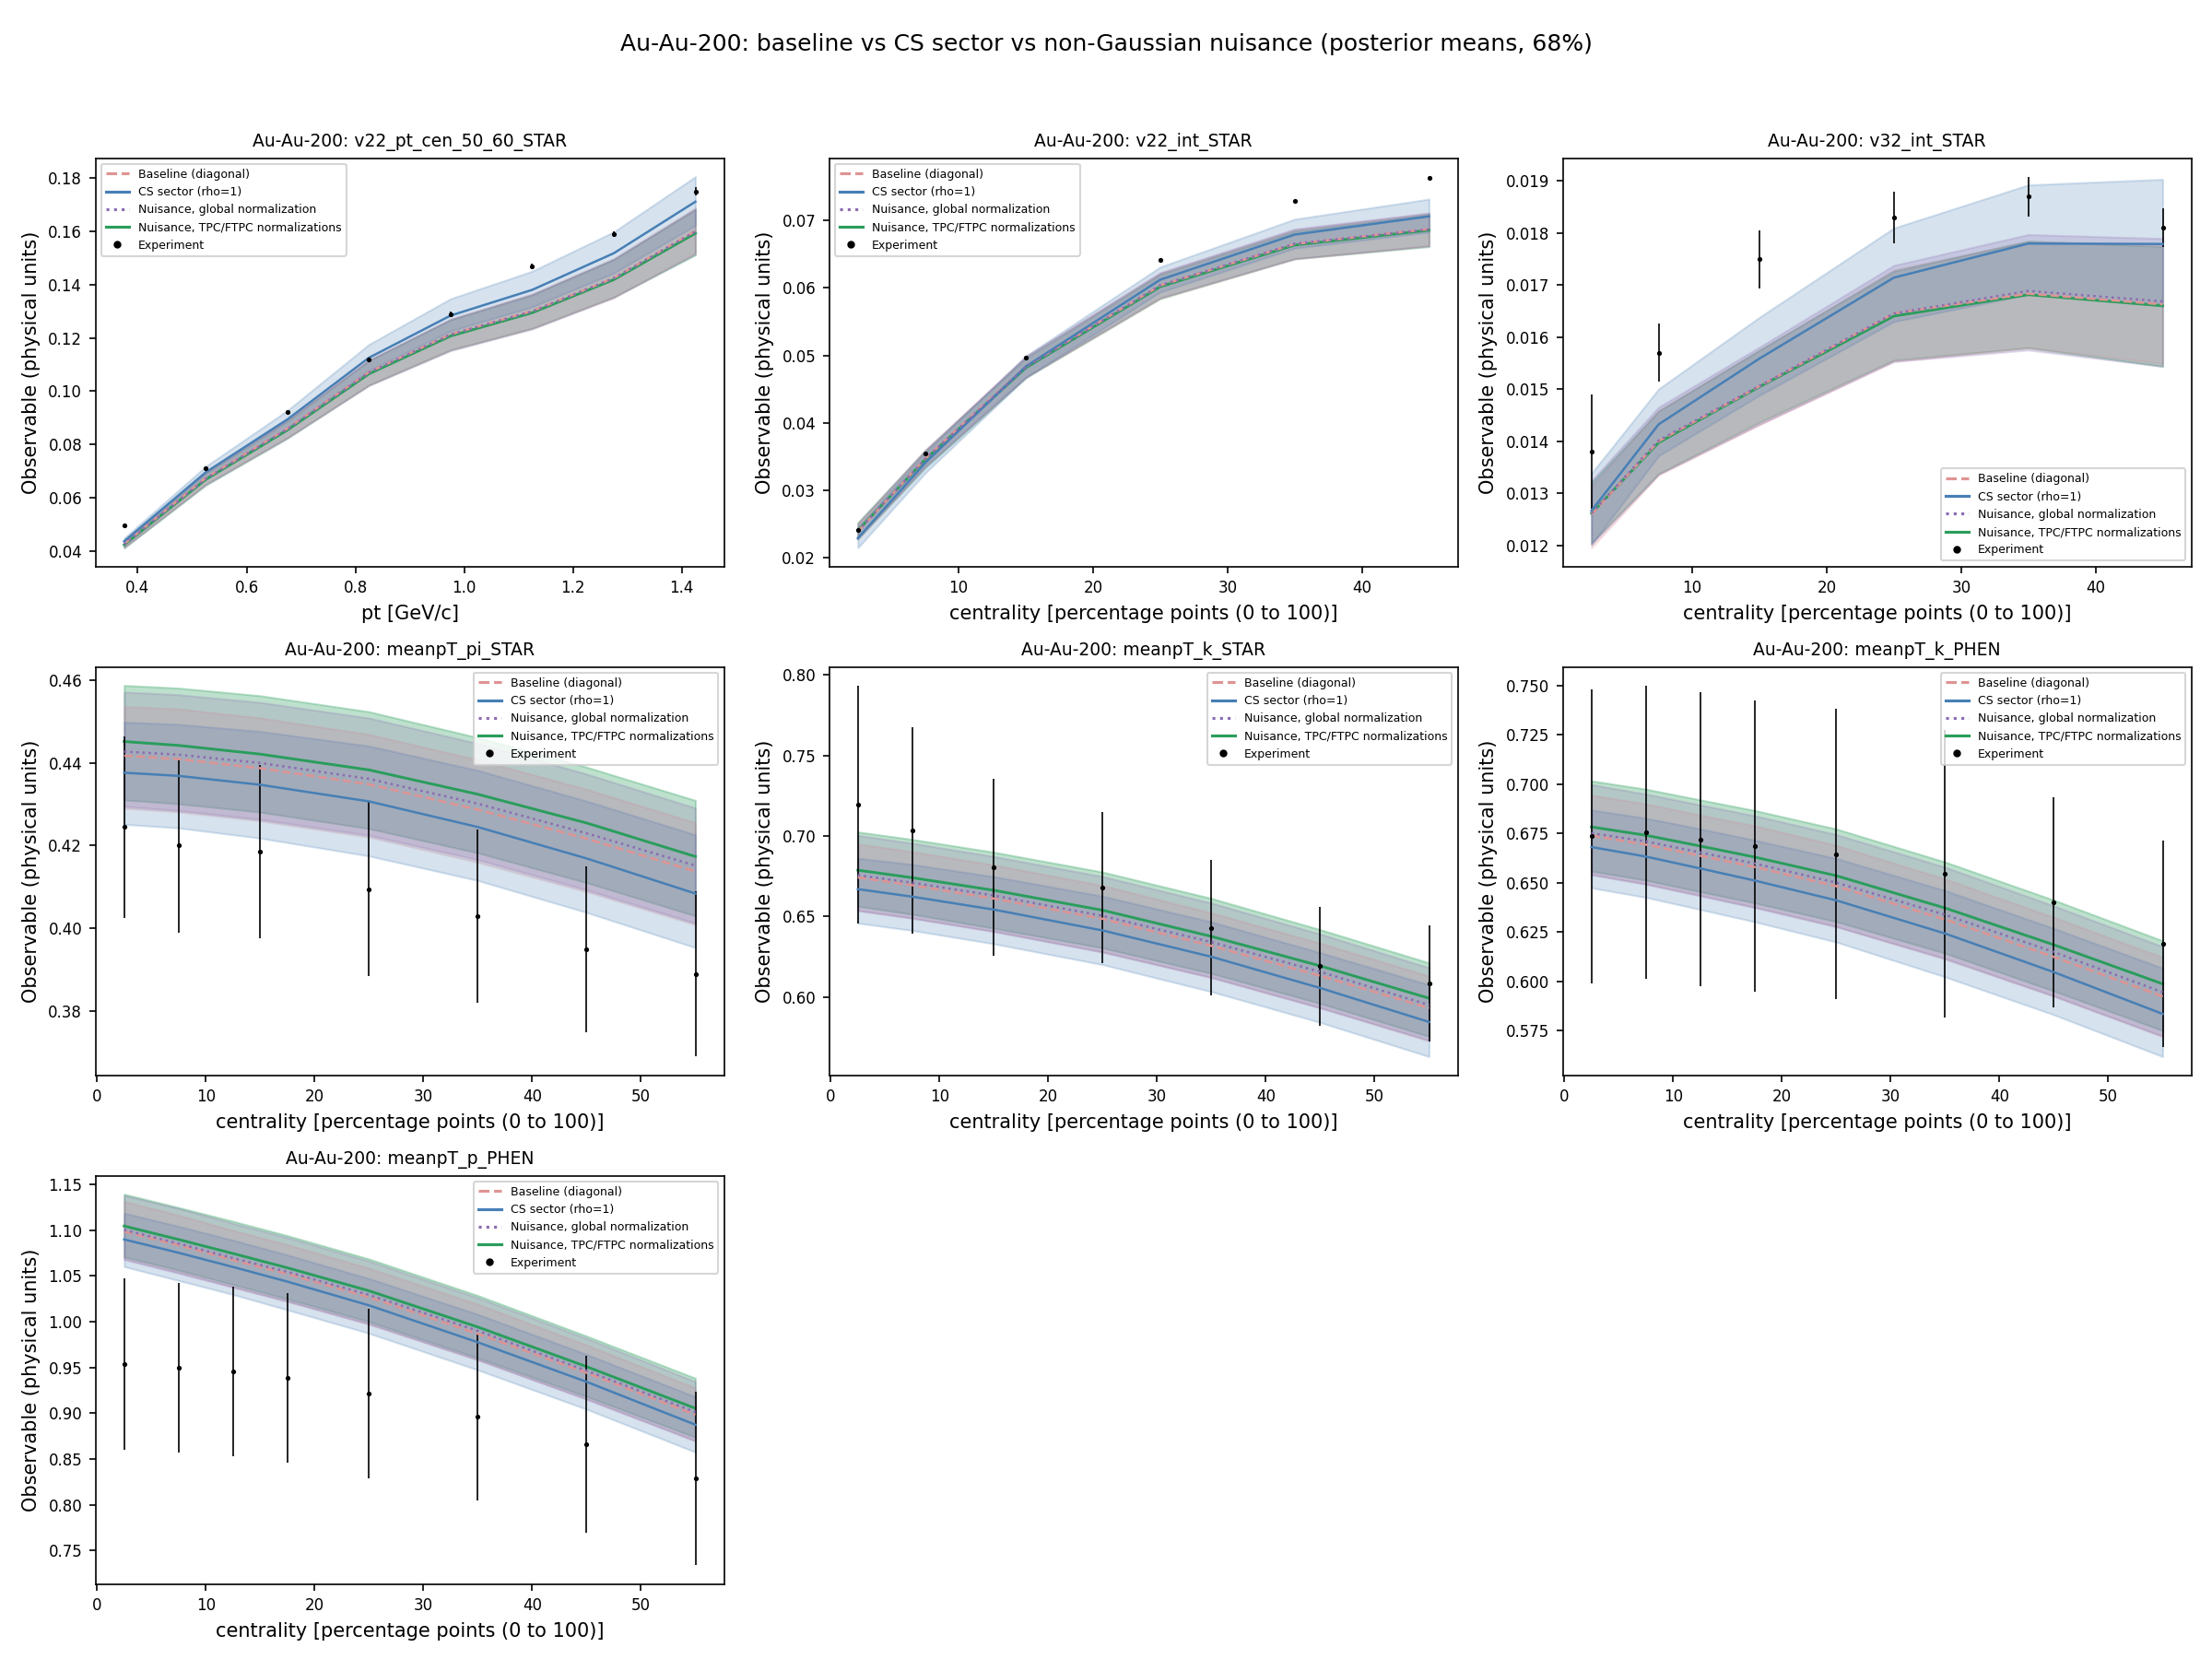 Au-Au-200: baseline vs CS sector vs non-Gaussian nuisance (posterior means, 68%)
Au-Au-200: v22_pt_cen_50_60_STAR
Observable (physical units)
0.18
0.16
0.14
0.12
0.10
0.08
0.06
0.04
Baseline (diagonal)
CS sector (rho=1)
Nuisance, global normalization
Nuisance, TPC/FTPC normalizations
Experiment
0.4 0.6 0.8 1.0 1.2 1.4
pt [GeV/c]
Au-Au-200: v22_int_STAR
Observable (physical units)
0.07
0.06
0.05
0.04
0.03
0.02
Baseline (diagonal)
CS sector (rho=1)
Nuisance, global normalization
Nuisance, TPC/FTPC normalizations
Experiment
10 20 30 40
centrality [percentage points (0 to 100)]
Au-Au-200: v32_int_STAR
Observable (physical units)
0.019
0.018
0.017
0.016
0.015
0.014
0.013
0.012
Baseline (diagonal)
CS sector (rho=1)
Nuisance, global normalization
Nuisance, TPC/FTPC normalizations
Experiment
10 20 30 40
centrality [percentage points (0 to 100)]
Au-Au-200: meanpT_pi_STAR
Observable (physical units)
0.46
0.44
0.42
0.40
0.38
Baseline (diagonal)
CS sector (rho=1)
Nuisance, global normalization
Nuisance, TPC/FTPC normalizations
Experiment
0 10 20 30 40 50
centrality [percentage points (0 to 100)]
Au-Au-200: meanpT_k_STAR
Observable (physical units)
0.80
0.75
0.70
0.65
0.60
Baseline (diagonal)
CS sector (rho=1)
Nuisance, global normalization
Nuisance, TPC/FTPC normalizations
Experiment
0 10 20 30 40 50
centrality [percentage points (0 to 100)]
Au-Au-200: meanpT_k_PHEN
Observable (physical units)
0.750
0.725
0.700
0.675
0.650
0.625
0.600
0.575
Baseline (diagonal)
CS sector (rho=1)
Nuisance, global normalization
Nuisance, TPC/FTPC normalizations
Experiment
0 10 20 30 40 50
centrality [percentage points (0 to 100)]
Au-Au-200: meanpT_p_PHEN
Observable (physical units)
1.15
1.10
1.05
1.00
0.95
0.90
0.85
0.80
0.75
Baseline (diagonal)
CS sector (rho=1)
Nuisance, global normalization
Nuisance, TPC/FTPC normalizations
Experiment
0 10 20 30 40 50
centrality [percentage points (0 to 100)]